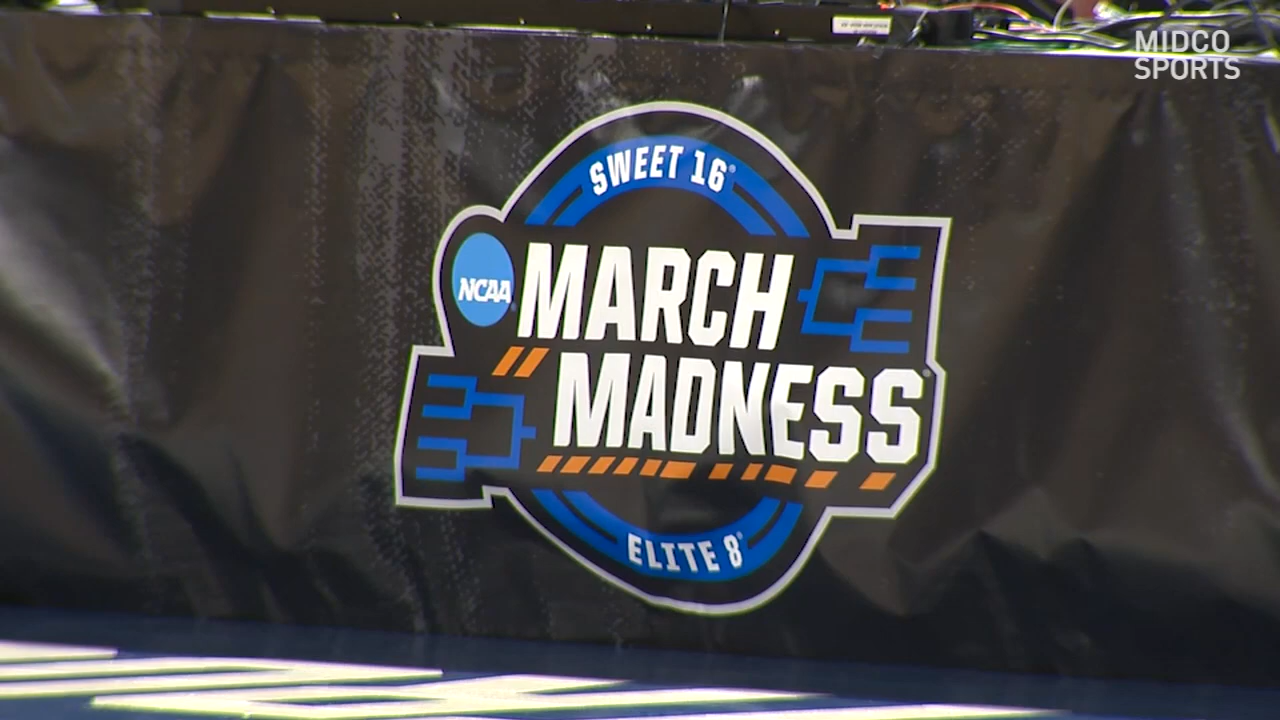 MIDCO
SPORTS
SWEET 16®
NCAA®
MARCH
MADNESS®
ELITE 8®